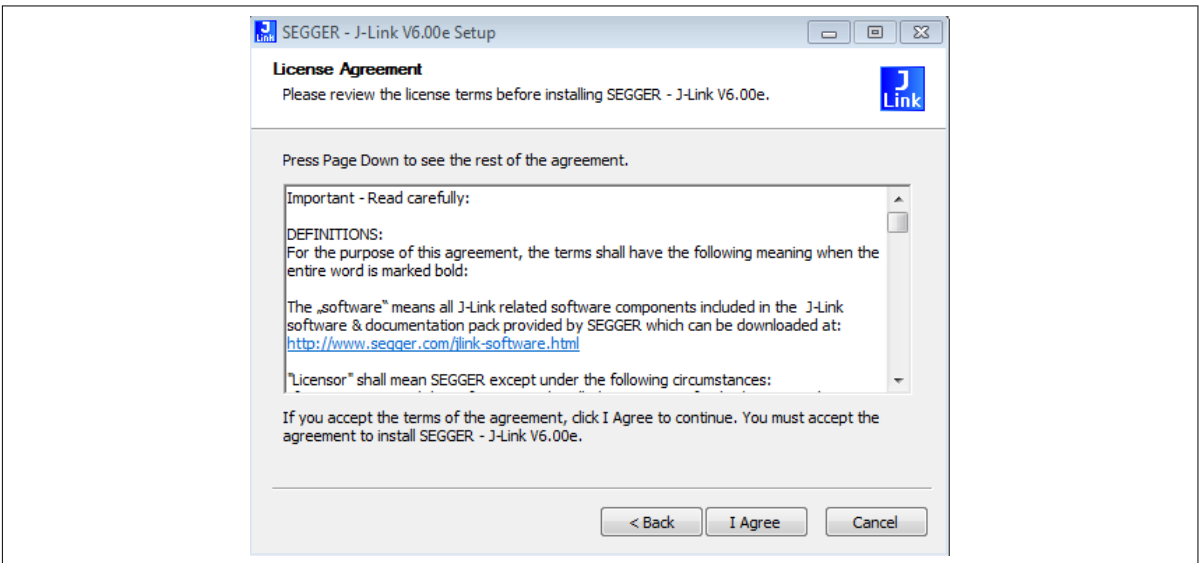 J
Link
SEGGER - J-Link V6.00e Setup
License Agreement
Please review the license terms before installing SEGGER - J-Link V6.00e.
J
Link
Press Page Down to see the rest of the agreement.
Important - Read carefully:
DEFINITIONS:
For the purpose of this agreement, the terms shall have the following meaning when the
entire word is marked bold:
The „software‟ means all J-Link related software components included in the  J-Link
software & documentation pack provided by SEGGER which can be downloaded at:
http://www.segger.com/jlink-software.html
"Licensor" shall mean SEGGER except under the following circumstances:
If you accept the terms of the agreement, click I Agree to continue. You must accept the
agreement to install SEGGER - J-Link V6.00e.
< Back
I Agree
Cancel